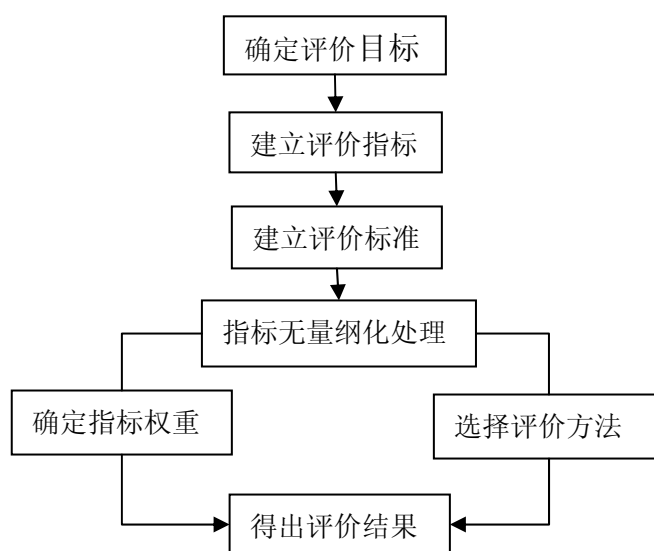 确定评价目标
建立评价指标
建立评价标准
指标无量纲化处理
确定指标权重
选择评价方法
得出评价结果